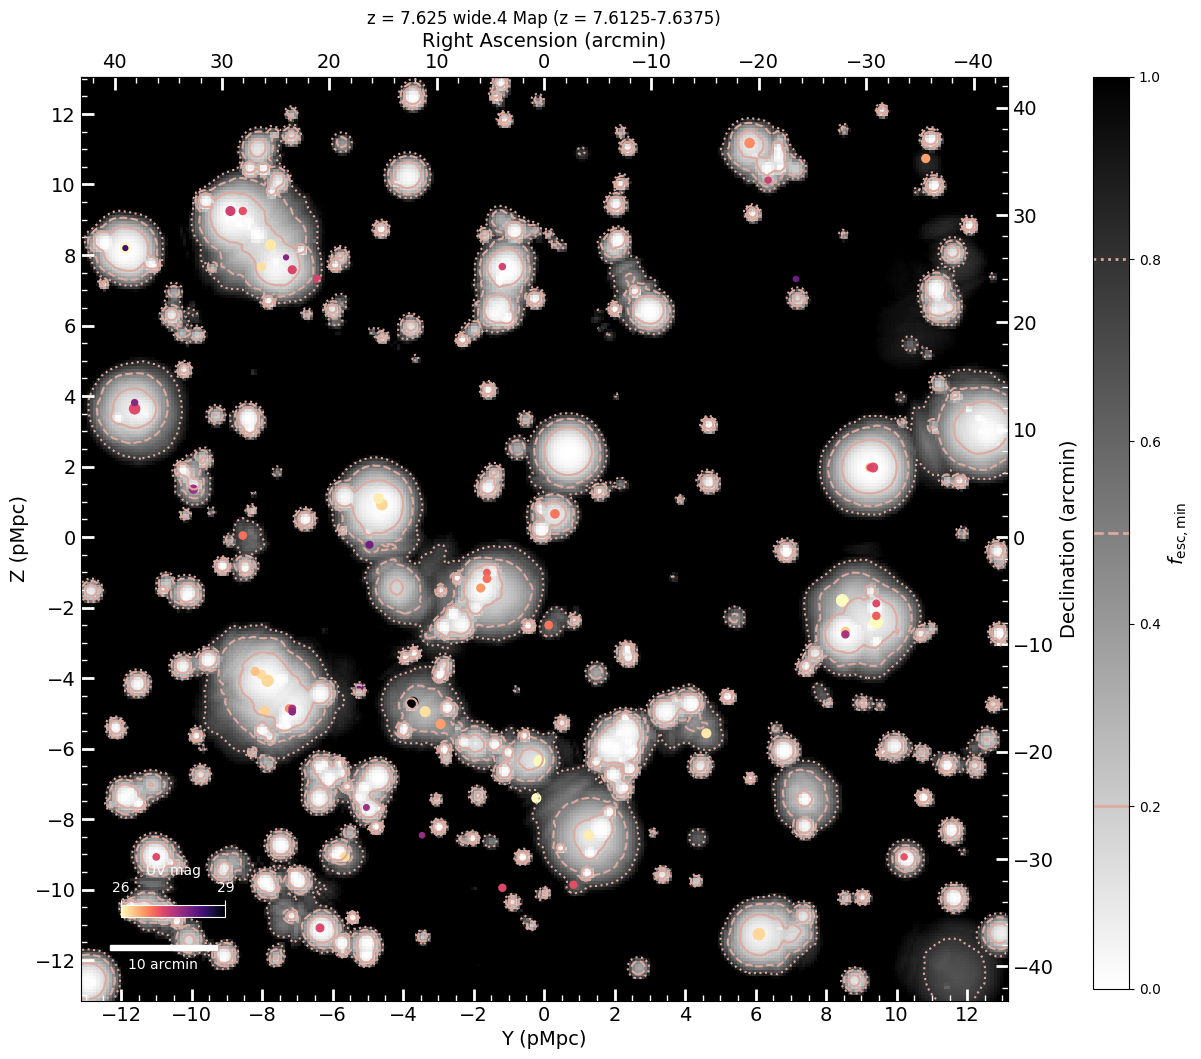 z = 7.625 wide.4 Map (z = 7.6125-7.6375)
Right Ascension (arcmin)
40 30 20 10 0 −10 −20 −30 −40
12 10 8 6 4 2 0 −2 −4 −6 −8 −10 −12
Z (pMpc)
40 30 20 10 0 −10 −20 −30 −40
Declination (arcmin)
1.0
0.8
0.6
0.4
0.2
0.0
fesc, min
UV mag
26 29
10 arcmin
−12 −10 −8 −6 −4 −2 0 2 4 6 8 10 12
Y (pMpc)